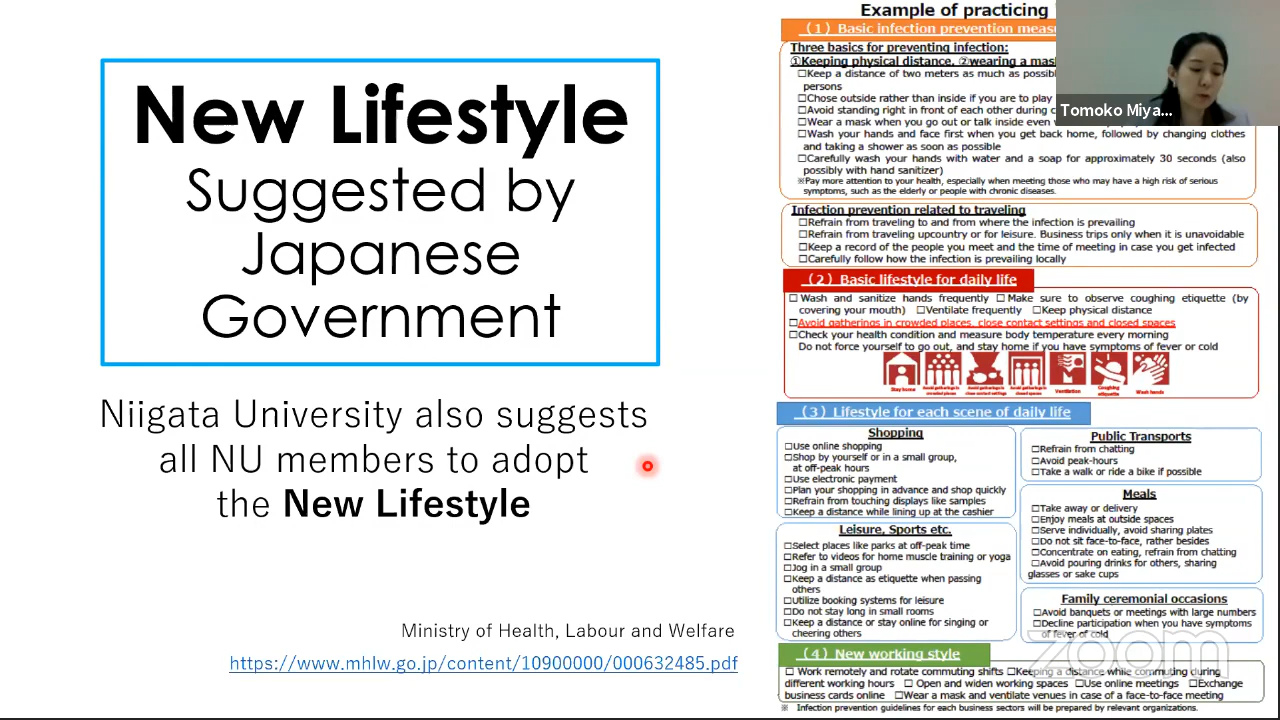 New Lifestyle
Suggested by
Japanese
Government
Niigata University also suggests
all NU members to adopt
the New Lifestyle
Ministry of Health, Labour and Welfare
https://www.mhlw.go.jp/content/10900000/000632485.pdf
Example of practicing
（1）Basic infection prevention meas
Three basics for preventing infection:
①Keeping physical distance, ②wearing a mas
☐Keep a distance of two meters as much as possib
persons
☐Chose outside rather than inside if you are to play
☐Avoid standing right in front of each other during c
☐Wear a mask when you go out or talk inside even
☐Wash your hands and face first when you get back home, followed by changing clothes
and taking a shower as soon as possible
☐Carefully wash your hands with water and a soap for approximately 30 seconds (also
possibly with hand sanitizer)
※Pay more attention to your health, especially when meeting those who may have a high risk of serious
symptoms, such as the elderly or people with chronic diseases.
Tomoko Miya...
Infection prevention related to traveling
☐Refrain from traveling to and from where the infection is prevailing
☐Refrain from traveling upcountry or for leisure. Business trips only when it is unavoidable
☐Keep a record of the people you meet and the time of meeting in case you get infected
☐Carefully follow how the infection is prevailing locally
（2）Basic lifestyle for daily life
☐Wash and sanitize hands frequently ☐Make sure to observe coughing etiquette (by
covering your mouth) ☐Ventilate frequently ☐Keep physical distance
☐Avoid gatherings in crowded places, close contact settings and closed spaces
☐Check your health condition and measure body temperature every morning
Do not force yourself to go out, and stay home if you have symptoms of fever or cold
Stay home
Avoid gatherings in crowded places
Avoid gatherings in close contact settings
Avoid gatherings in closed spaces
Ventilation
Coughing etiquette
Wash hands
（3）Lifestyle for each scene of daily life
Shopping
☐Use online shopping
☐Shop by yourself or in a small group,
at off-peak hours
☐Use electronic payment
☐Plan your shopping in advance and shop quickly
☐Refrain from touching displays like samples
☐Keep a distance while lining up at the cashier
Leisure, Sports etc.
☐Select places like parks at off-peak time
☐Refer to videos for home muscle training or yoga
☐Jog in a small group
☐Keep a distance as etiquette when passing
others
☐Utilize booking systems for leisure
☐Do not stay long in small rooms
☐Keep a distance or stay online for singing or
cheering others
Public Transports
☐Refrain from chatting
☐Avoid peak-hours
☐Take a walk or ride a bike if possible
Meals
☐Take away or delivery
☐Enjoy meals at outside spaces
☐Serve individually, avoid sharing plates
☐Do not sit face-to-face, rather besides
☐Concentrate on eating, refrain from chatting
☐Avoid pouring drinks for others, sharing
glasses or sake cups
Family ceremonial occasions
☐Avoid banquets or meetings with large numbers
☐Decline participation when you have symptoms
of fever of cold
（4）New working style
☐Work remotely and rotate commuting shifts ☐Keeping a distance while commuting during
different working hours ☐Open and widen working spaces ☐Use online meetings ☐Exchange
business cards online ☐Wear a mask and ventilate venues in case of a face-to-face meeting
※ Infection prevention guidelines for each business sectors will be prepared by relevant organizations.
zoom